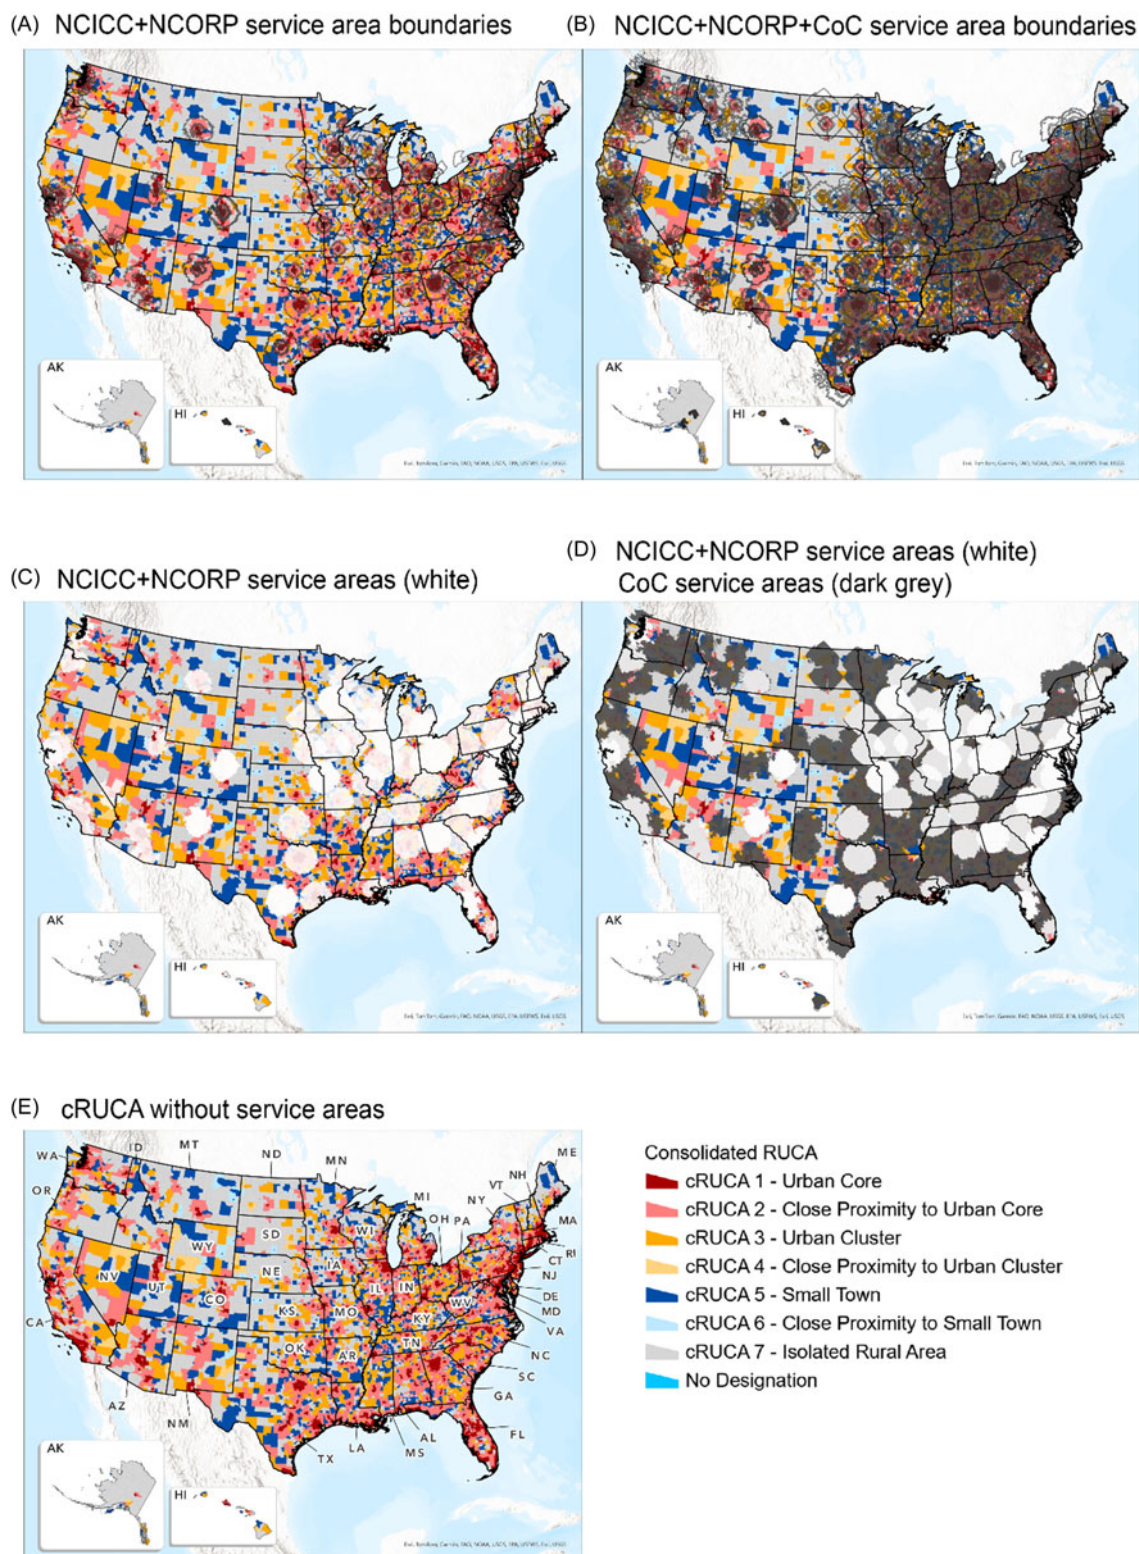 (A) NCICC+NCORP service area boundaries
(B) NCICC+NCORP+CoC service area boundaries
AK
HI
AK
HI
(C) NCICC+NCORP service areas (white)
(D) NCICC+NCORP service areas (white)
CoC service areas (dark grey)
AK
HI
AK
HI
(E) cRUCA without service areas
WA
ID
MT
ND
MN
ME
NH
VT
OR
MI
NY
OH
PA
MA
WI
SD
WY
RI
IA
CT
NE
NV
NJ
UT
IL
IN
DE
CO
WV
MD
KS
MO
CA
KY
VA
TN
OK
AR
NC
SC
AZ
GA
NM
AL
FL
LA
MS
TX
AK
HI
Consolidated RUCA
cRUCA 1 - Urban Core
cRUCA 2 - Close Proximity to Urban Core
cRUCA 3 - Urban Cluster
cRUCA 4 - Close Proximity to Urban Cluster
cRUCA 5 - Small Town
cRUCA 6 - Close Proximity to Small Town
cRUCA 7 - Isolated Rural Area
No Designation